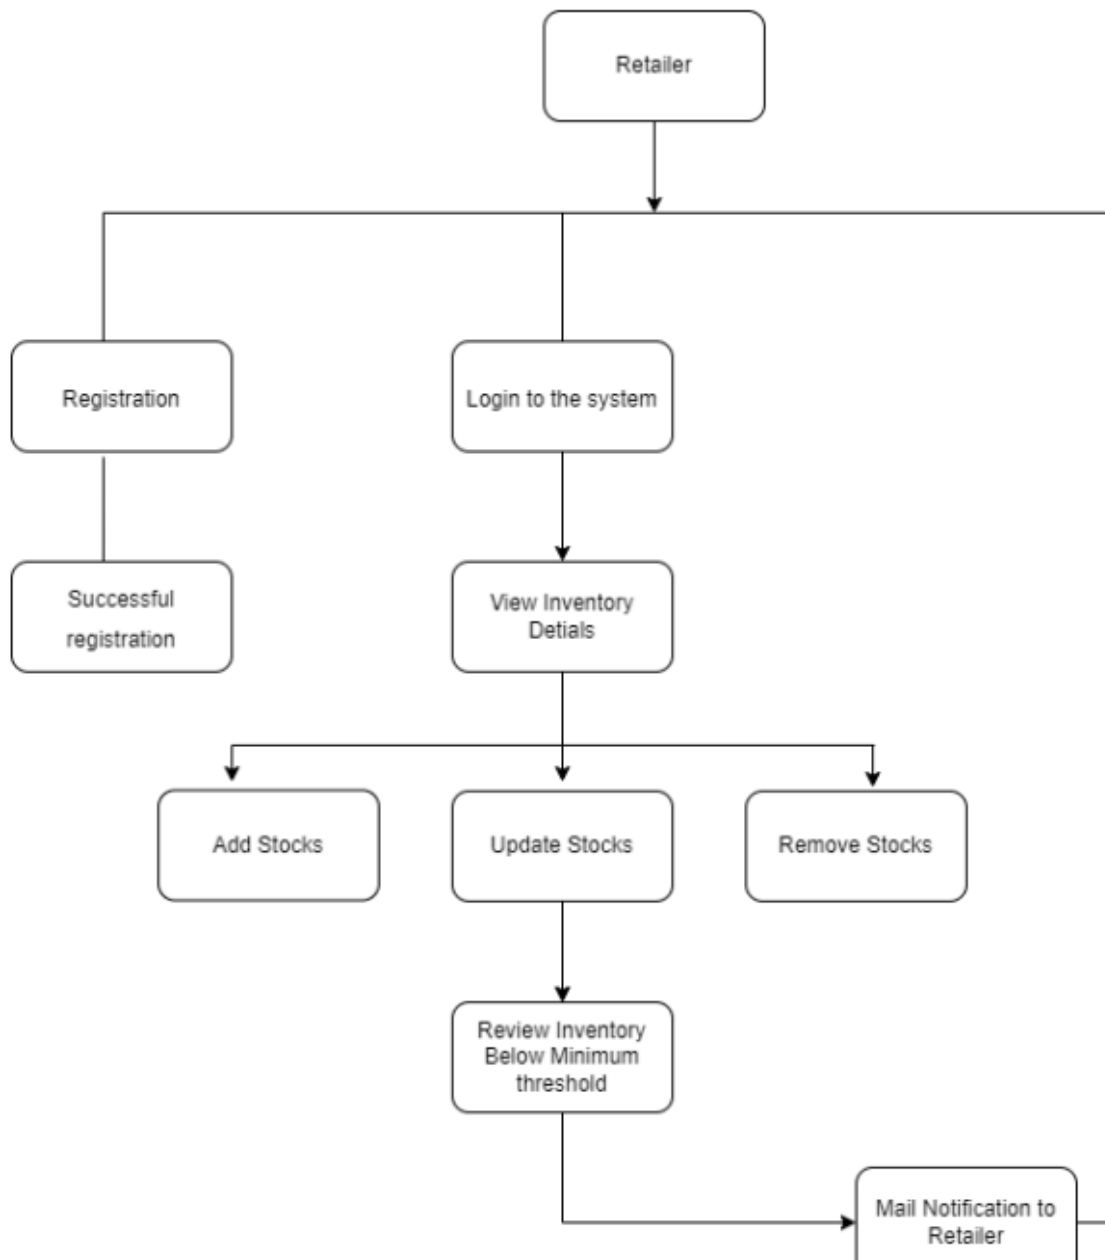 Retailer
Registration
Login to the system
Successful
registration
View Inventory
Detials
Add Stocks
Update Stocks
Remove Stocks
Review Inventory
Below Minimum
threshold
Mail Notification to
Retailer